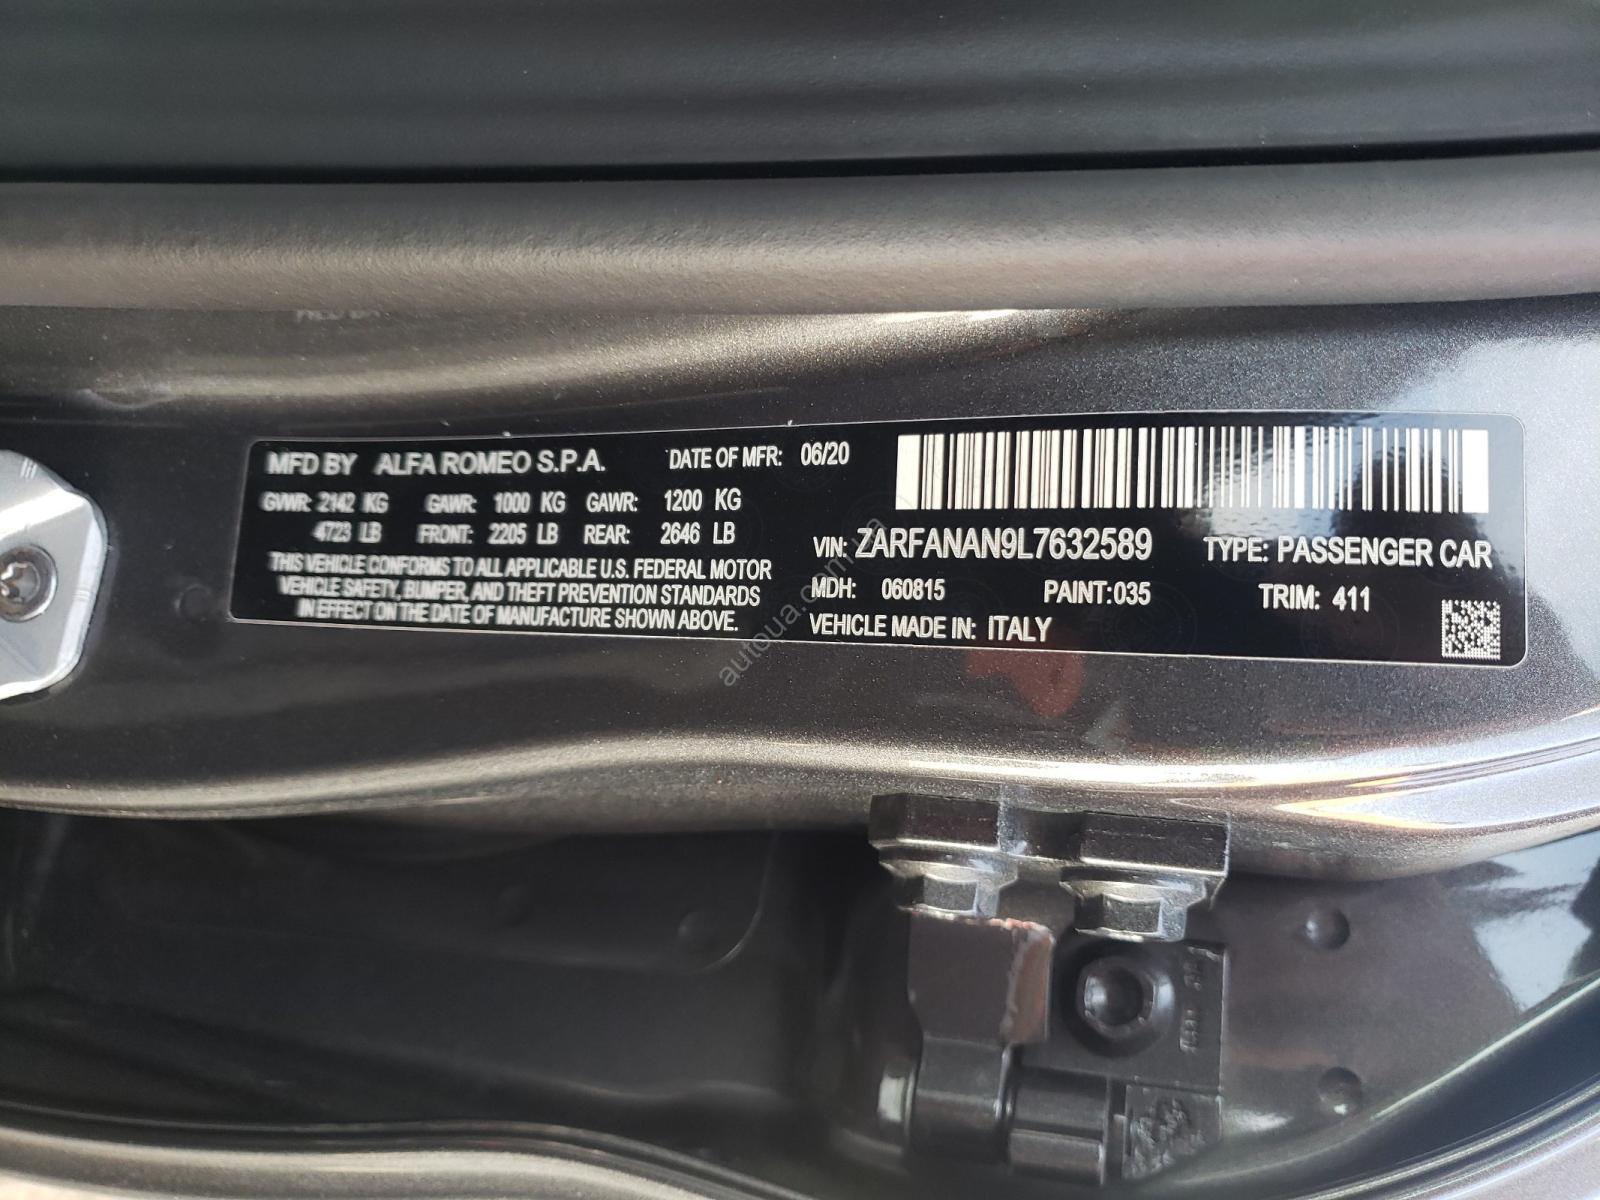 MFD BY ALFA ROMEO S.P.A. DATE OF MFR: 06/20
GVWR: 2142 KG GAWR: 1000 KG GAWR: 1200 KG
4723 LB FRONT: 2205 LB REAR: 2646 LB
THIS VEHICLE CONFORMS TO ALL APPLICABLE U.S. FEDERAL MOTOR
VEHICLE SAFETY, BUMPER, AND THEFT PREVENTION STANDARDS
IN EFFECT ON THE DATE OF MANUFACTURE SHOWN ABOVE.
VIN: ZARFANAN9L7632589 TYPE: PASSENGER CAR
MDH: 060815 PAINT:035 TRIM: 411
VEHICLE MADE IN: ITALY
autoua.com.ua